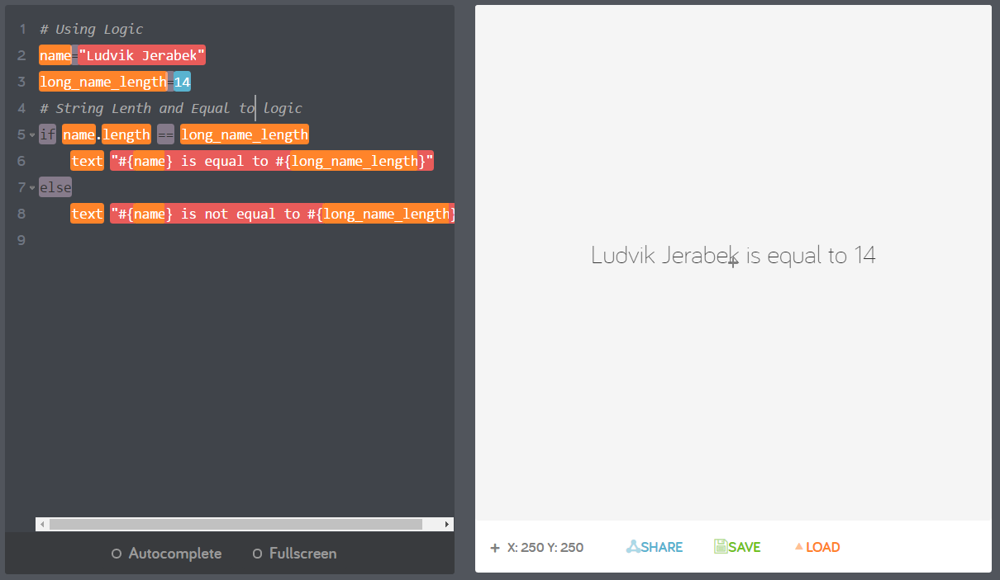 1 # Using Logic
2 name="Ludvik Jerabek"
3 long_name_length=14
4 # String Lenth and Equal to logic
5 if name.length == long_name_length
6 text "#{name} is equal to #{long_name_length}"
7 else
8 text "#{name} is not equal to #{long_name_length}
9
Ludvik Jerabek is equal to 14
Autocomplete Fullscreen
+ X: 250 Y: 250 SHARE SAVE LOAD